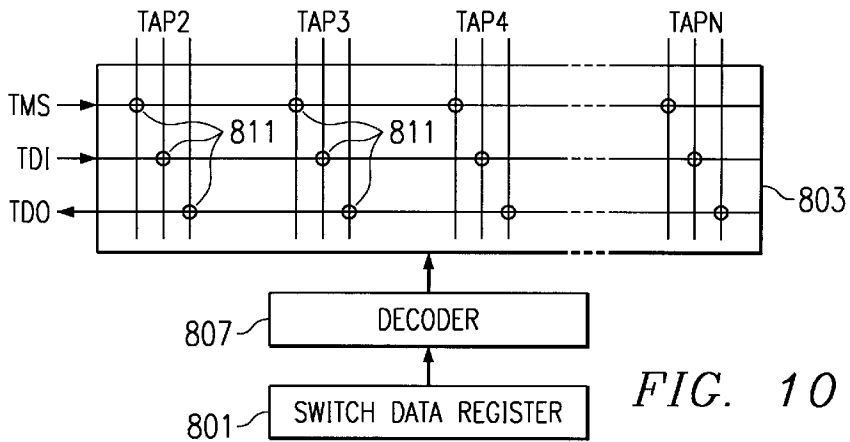 TAP2 TAP3 TAP4 TAPN
TMS
811 811
TDI
TDO
803
807 DECODER
801 SWITCH DATA REGISTER
FIG. 10